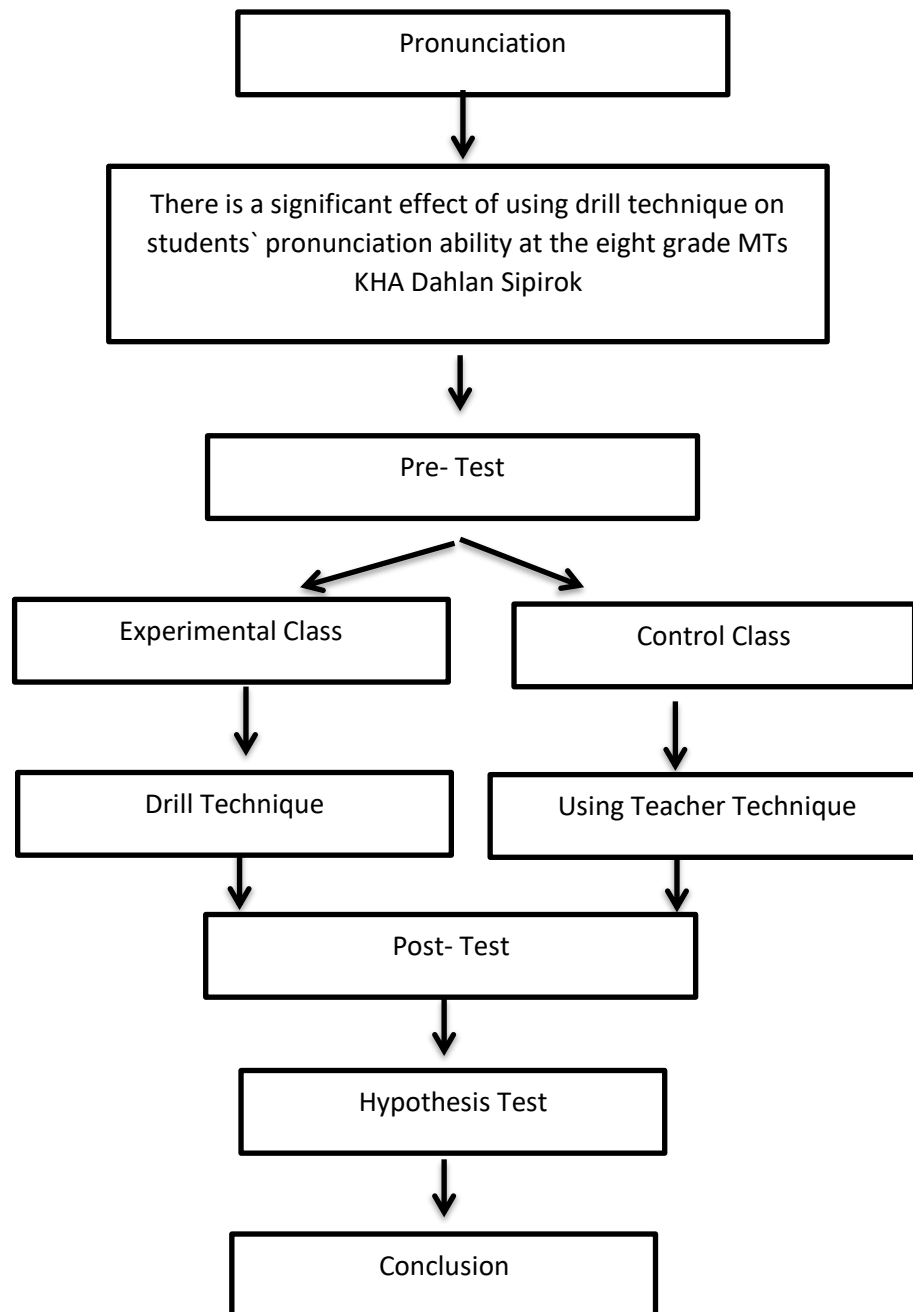 Pronunciation
There is a significant effect of using drill technique on
students` pronunciation ability at the eight grade MTs
KHA Dahlan Sipirok
Pre- Test
Experimental Class
Control Class
Drill Technique
Using Teacher Technique
Post- Test
Hypothesis Test
Conclusion